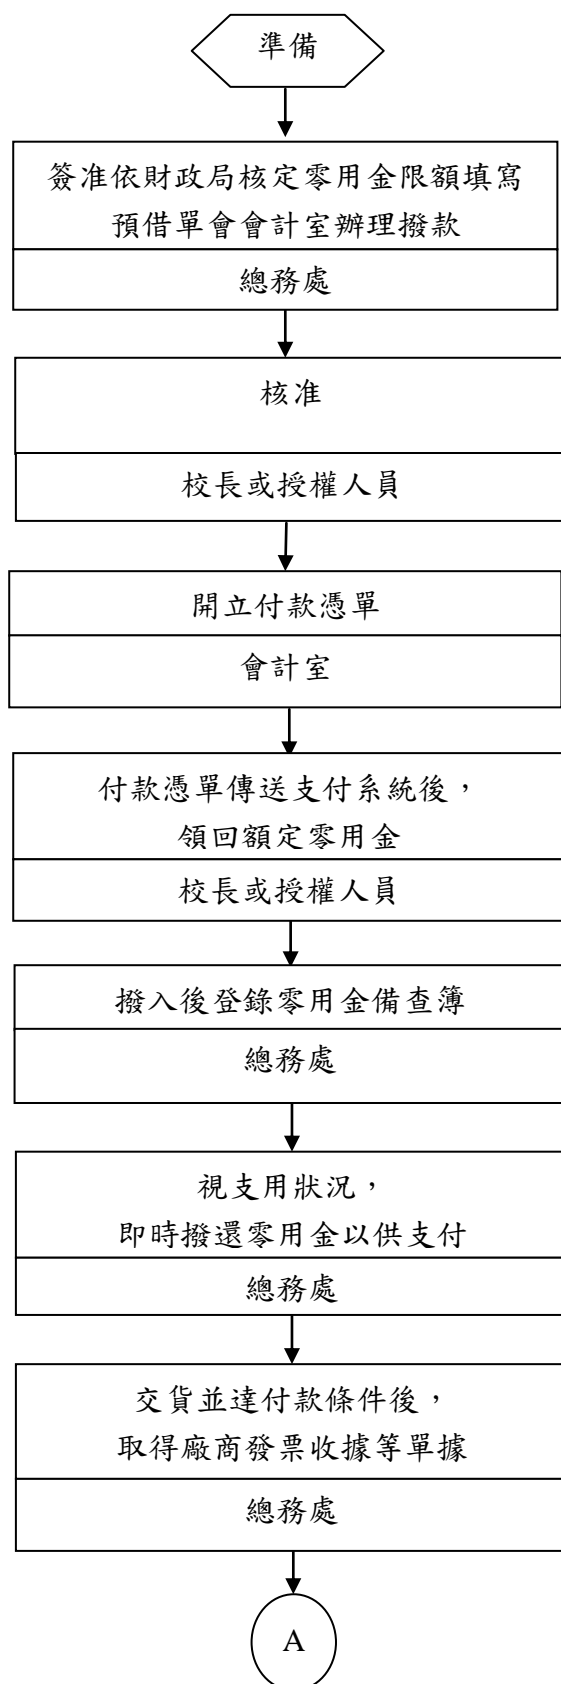 準備
簽准依財政局核定零用金限額填寫
預借單會會計室辦理撥款
總務處
核准
校長或授權人員
開立付款憑單
會計室
付款憑單傳送支付系統後，
領回額定零用金
校長或授權人員
撥入後登錄零用金備查簿
總務處
視支用狀況，
即時撥還零用金以供支付
總務處
交貨並達付款條件後，
取得廠商發票收據等單據
總務處
A